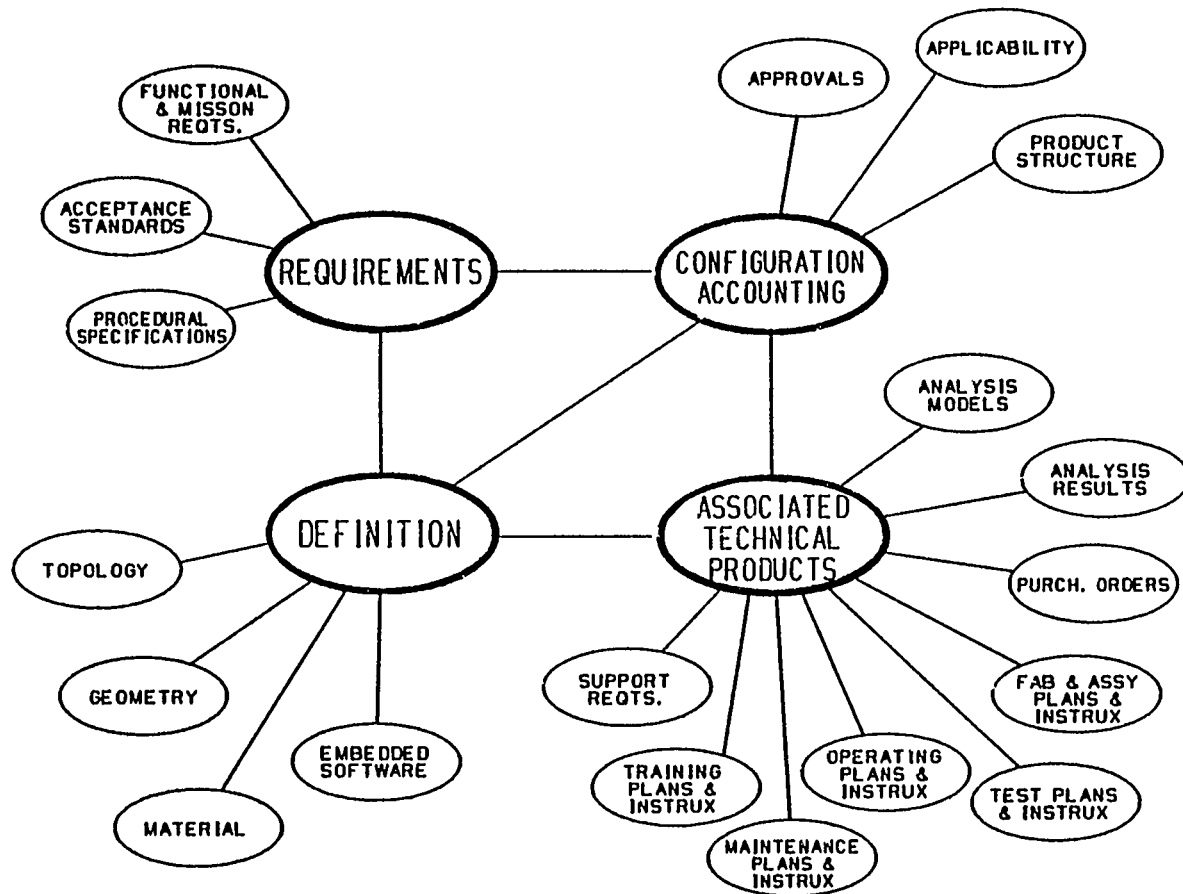 FUNCTIONAL
& MISSON
REQTS.
ACCEPTANCE
STANDARDS
PROCEDURAL
SPECIFICATIONS
REQUIREMENTS
APPROVALS
APPLICABILITY
PRODUCT
STRUCTURE
CONFIGURATION
ACCOUNTING
DEFINITION
TOPOLOGY
GEOMETRY
MATERIAL
EMBEDDED
SOFTWARE
ASSOCIATED
TECHNICAL
PRODUCTS
ANALYSIS
MODELS
ANALYSIS
RESULTS
PURCH. ORDERS
FAB & ASSY
PLANS &
INSTRUX
TEST PLANS
& INSTRUX
OPERATING
PLANS &
INSTRUX
MAINTENANCE
PLANS &
INSTRUX
TRAINING
PLANS &
INSTRUX
SUPPORT
REQTS.